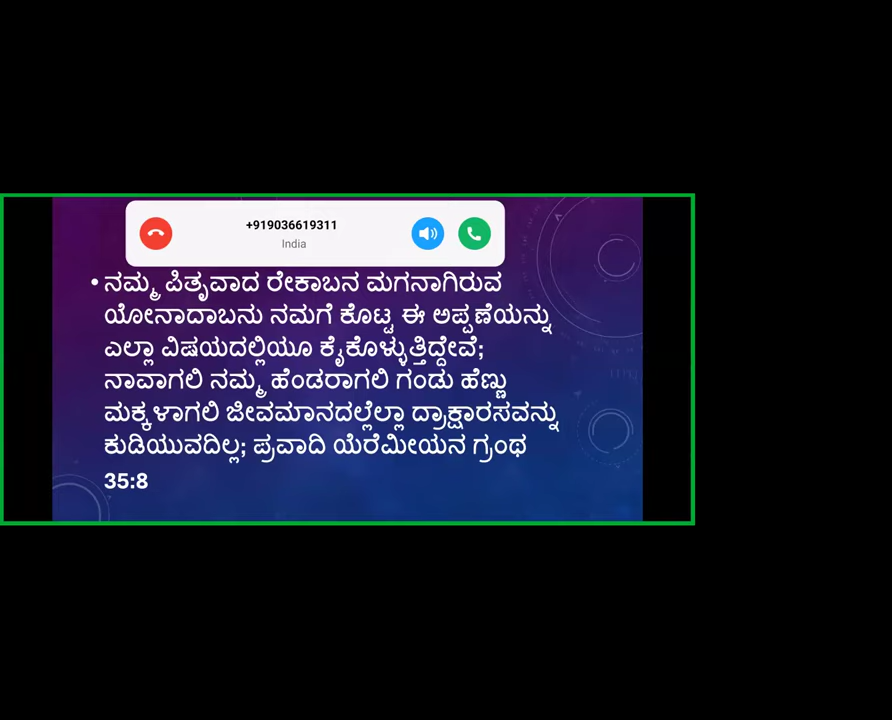 +919036619311
India
• ನಮ್ಮ ಪಿತೃವಾದ ರೇಕಾಬನ ಮಗನಾಗಿರುವ
ಯೋನಾದಾಬನು ನಮಗೆ ಕೊಟ್ಟ ಈ ಅಪ್ಪಣೆಯನ್ನು
ಎಲ್ಲಾ ವಿಷಯದಲ್ಲಿಯೂ ಕೈಕೊಳ್ಳುತ್ತಿದ್ದೇವೆ;
ನಾವಾಗಲಿ ನಮ್ಮ ಹೆಂಡರಾಗಲಿ ಗಂಡು ಹೆಣ್ಣು
ಮಕ್ಕಳಾಗಲಿ ಜೀವಮಾನದಲ್ಲೆಲ್ಲಾ ದ್ರಾಕ್ಷಾರಸವನ್ನು
ಕುಡಿಯುವದಿಲ್ಲ; ಪ್ರವಾದಿ ಯೆರೆಮೀಯನ ಗ್ರಂಥ
35:8